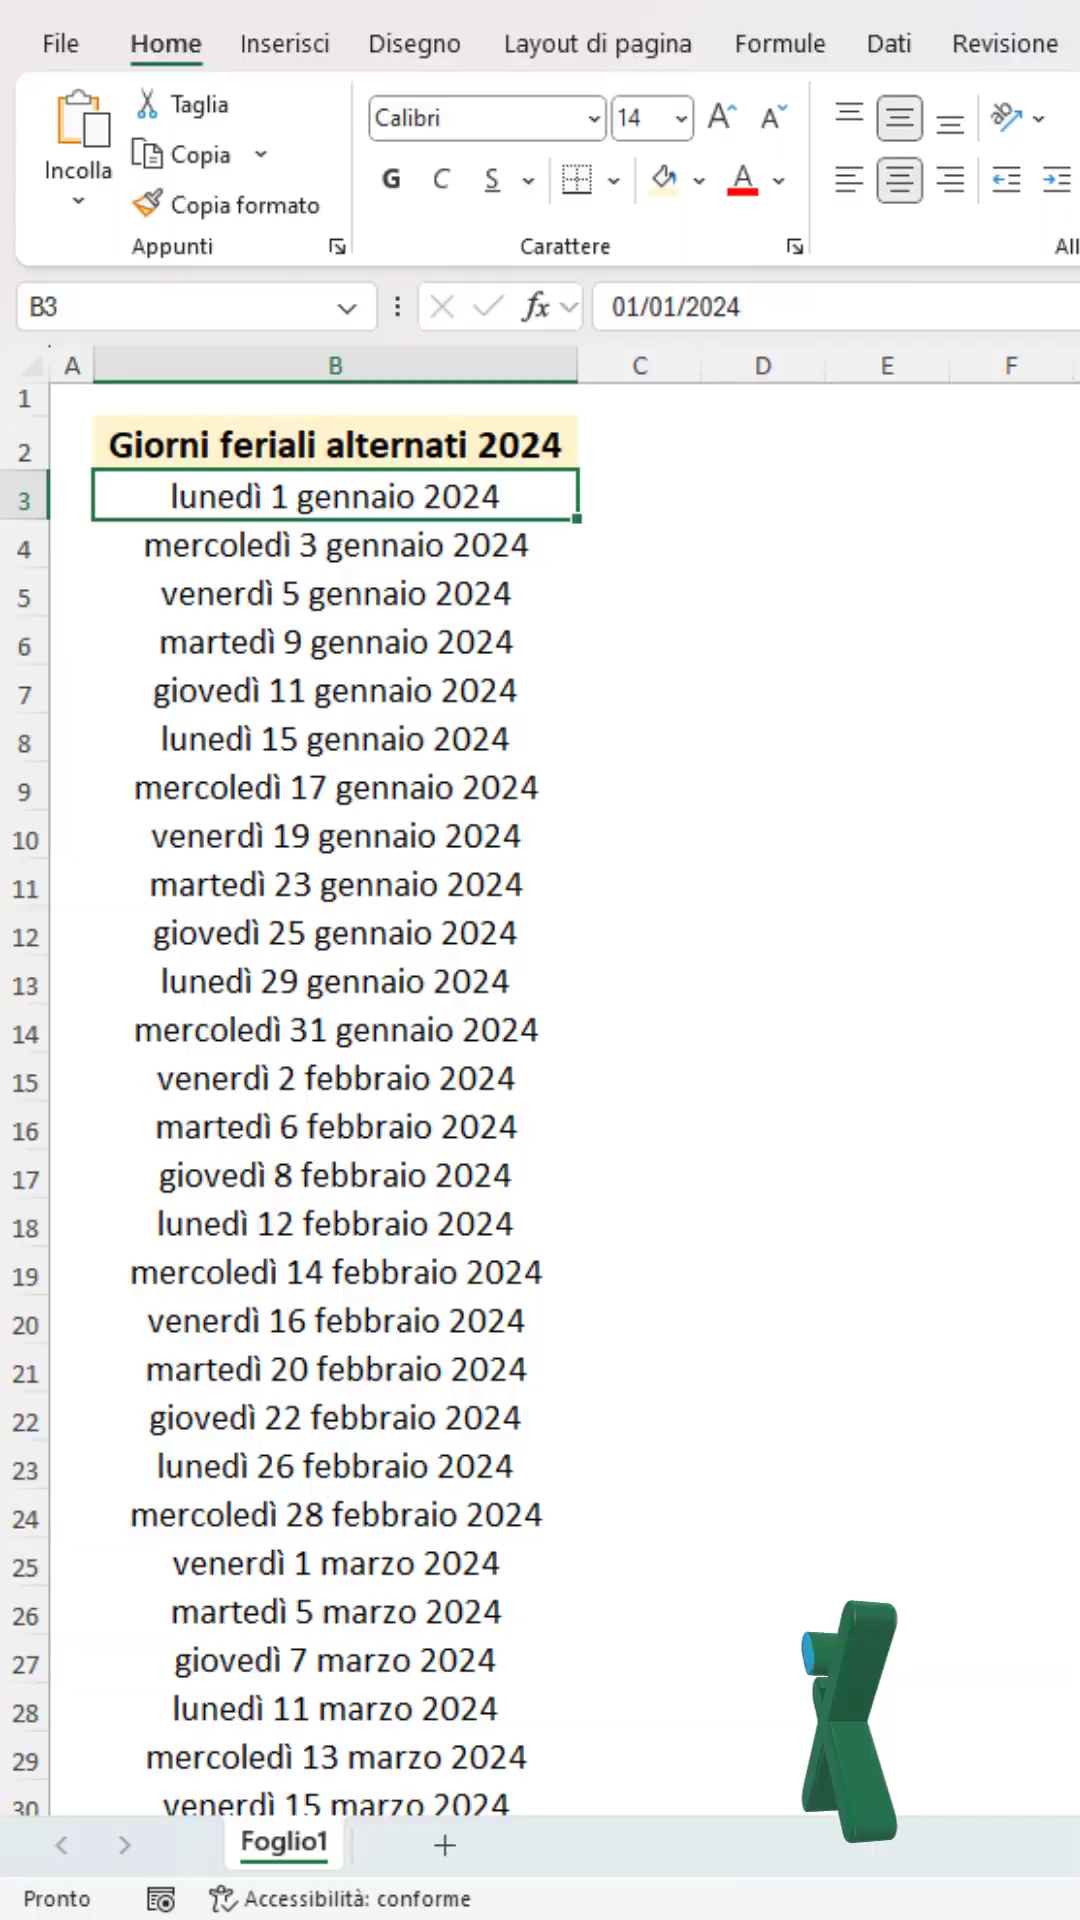 File Home Inserisci Disegno Layout di pagina Formule Dati Revisione
Incolla
Taglia
Copia
Copia formato
Appunti
Calibri 14
G C S A
Carattere
All
B3 fx 01/01/2024
A B C D E F
1
2 Giorni feriali alternati 2024
3 lunedì 1 gennaio 2024
4 mercoledì 3 gennaio 2024
5 venerdì 5 gennaio 2024
6 martedì 9 gennaio 2024
7 giovedì 11 gennaio 2024
8 lunedì 15 gennaio 2024
9 mercoledì 17 gennaio 2024
10 venerdì 19 gennaio 2024
11 martedì 23 gennaio 2024
12 giovedì 25 gennaio 2024
13 lunedì 29 gennaio 2024
14 mercoledì 31 gennaio 2024
15 venerdì 2 febbraio 2024
16 martedì 6 febbraio 2024
17 giovedì 8 febbraio 2024
18 lunedì 12 febbraio 2024
19 mercoledì 14 febbraio 2024
20 venerdì 16 febbraio 2024
21 martedì 20 febbraio 2024
22 giovedì 22 febbraio 2024
23 lunedì 26 febbraio 2024
24 mercoledì 28 febbraio 2024
25 venerdì 1 marzo 2024
26 martedì 5 marzo 2024
27 giovedì 7 marzo 2024
28 lunedì 11 marzo 2024
29 mercoledì 13 marzo 2024
30 venerdì 15 marzo 2024
Foglio1
Pronto Accessibilità: conforme